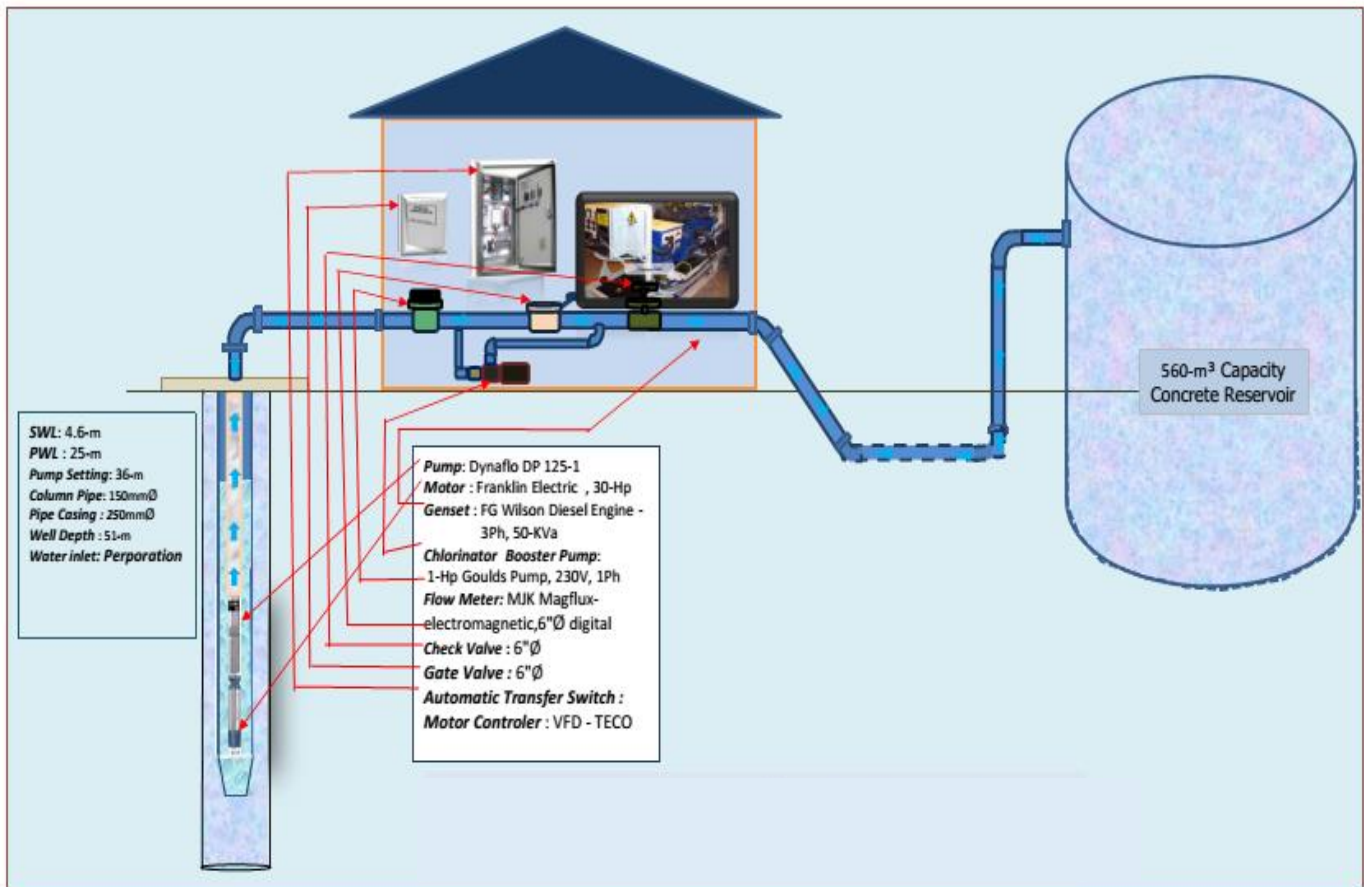 560-m³ Capacity
Concrete Reservoir
SWL: 4.6-m
PWL : 25-m
Pump Setting: 36-m
Column Pipe: 150mmØ
Pipe Casing : 250mmØ
Well Depth : 51-m
Water inlet: Perporation
Pump: Dynaflo DP 125-1
Motor : Franklin Electric , 30-Hp
Genset : FG Wilson Diesel Engine -
3Ph, 50-KVa
Chlorinator Booster Pump:
1-Hp Goulds Pump, 230V, 1Ph
Flow Meter: MJK Magflux-
electromagnetic,6"Ø digital
Check Valve : 6"Ø
Gate Valve : 6"Ø
Automatic Transfer Switch :
Motor Controler : VFD - TECO